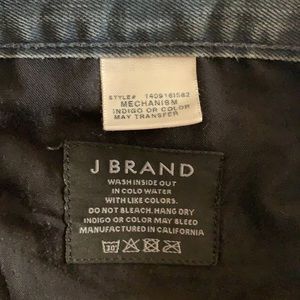 STYLE# 1409161582
MECHANISM
INDIGO OR COLOR
MAY TRANSFER
J BRAND
WASH INSIDE OUT
IN COLD WATER
WITH LIKE COLORS.
DO NOT BLEACH. HANG DRY
INDIGO OR COLOR MAY BLEED
MANUFACTURED IN CALIFORNIA
30